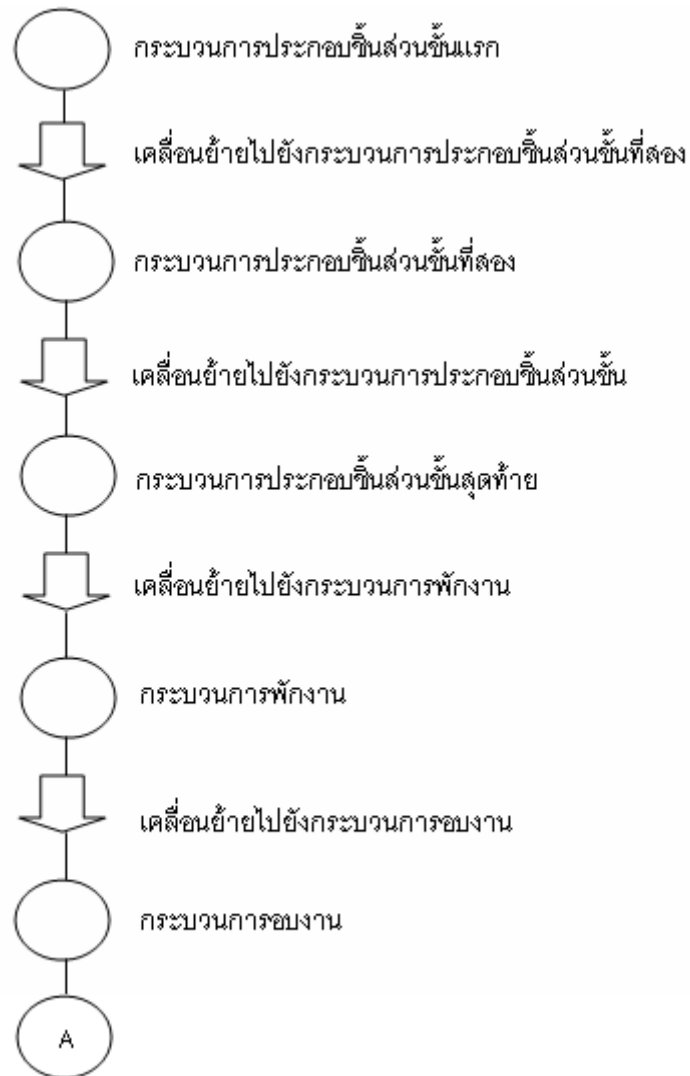 กระบวนการประกอบชิ้นส่วนขั้นแรก
เคลื่อนย้ายไปยังกระบวนการประกอบชิ้นส่วนขั้นที่สอง
กระบวนการประกอบชิ้นส่วนขั้นที่สอง
เคลื่อนย้ายไปยังกระบวนการประกอบชิ้นส่วนขั้น
กระบวนการประกอบชิ้นส่วนขั้นสุดท้าย
เคลื่อนย้ายไปยังกระบวนการพักงาน
กระบวนการพักงาน
เคลื่อนย้ายไปยังกระบวนการอบงาน
กระบวนการอบงาน
A